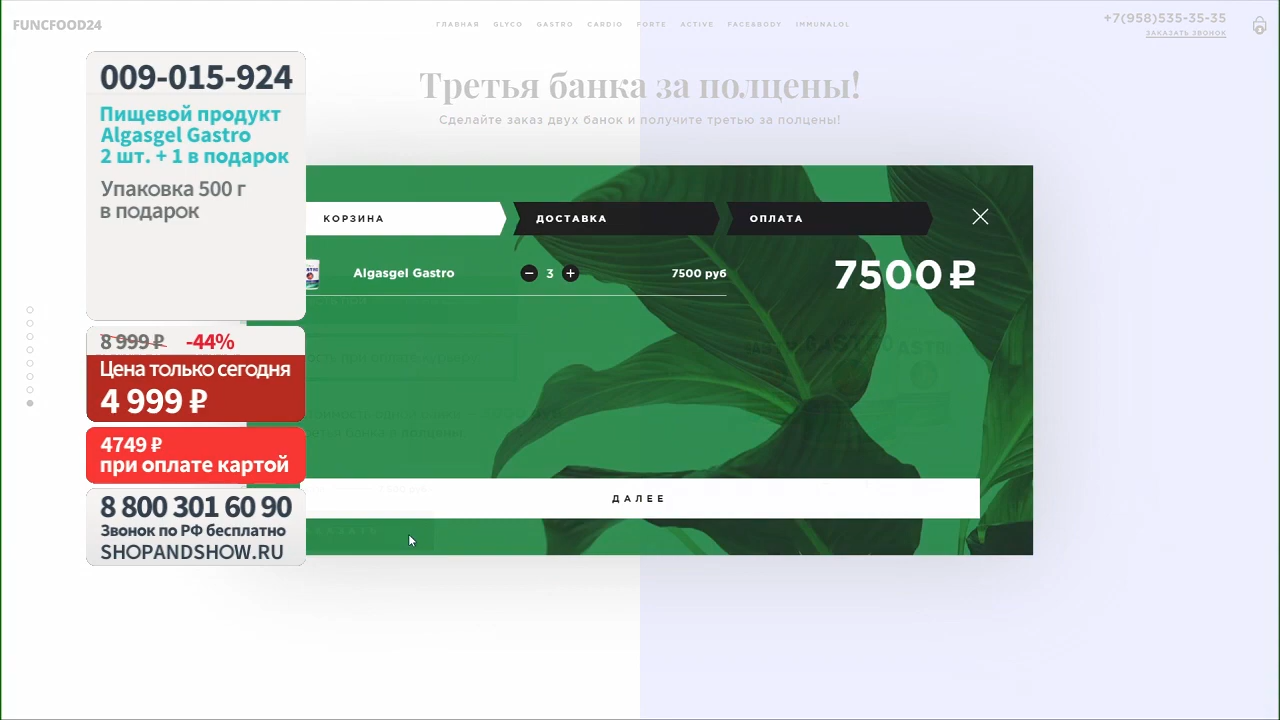 FUNCFOOD24
ГЛАВНАЯ GLYCO GASTRO CARDIO FORTE ACTIVE FACE&BODY IMMUNALOL
+7(958)535-35-35
ЗАКАЗАТЬ ЗВОНОК
Третья банка за полцены!
Сделайте заказ двух банок и получите третью за полцены!
009-015-924
Пищевой продукт
Algasgel Gastro
2 шт. + 1 в подарок
Упаковка 500 г
в подарок
8 999 ₽ -44%
Цена только сегодня
4 999 ₽
4749 ₽
при оплате картой
8 800 301 60 90
Звонок по РФ бесплатно
SHOPANDSHOW.RU
КОРЗИНА ДОСТАВКА ОПЛАТА
Algasgel Gastro 3 7500 руб
7500 ₽
ДАЛЕЕ